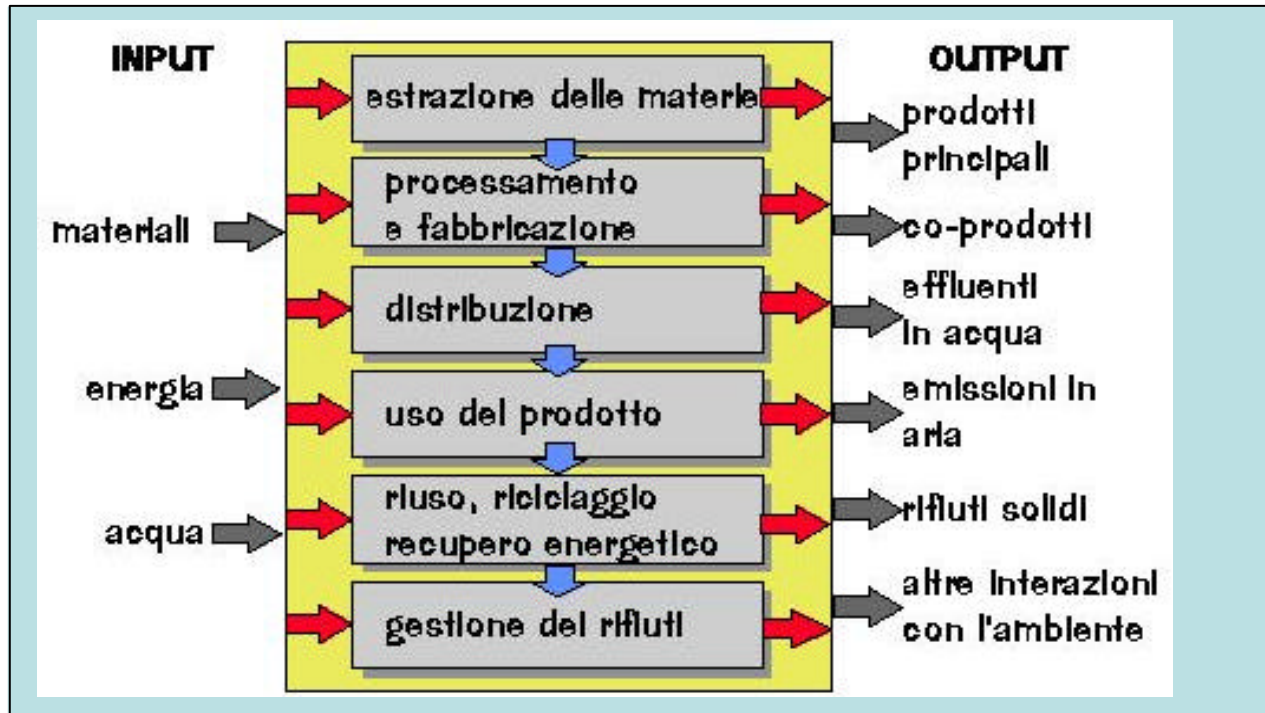 INPUT
materiali
energia
acqua
estrazione delle materie
processamento
e fabbricazione
distribuzione
uso del prodotto
riuso, riciclaggio
recupero energetico
gestione dei rifiuti
OUTPUT
prodotti
principali
co-prodotti
effluenti
in acqua
emissioni in
aria
rifiuti solidi
altre interazioni
con l'ambiente